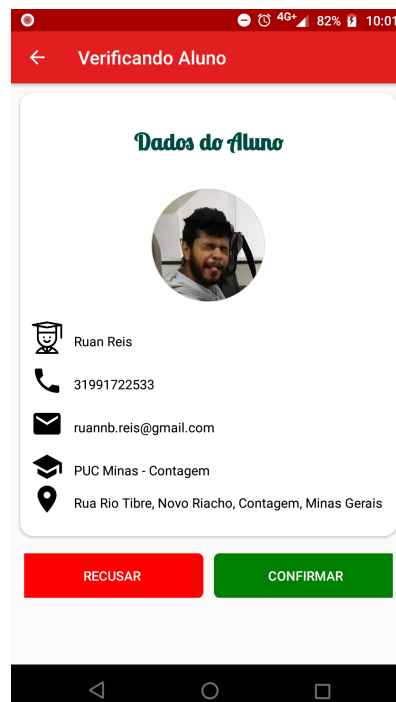 4G+ 82% 10:01
Verificando Aluno
Dados do Aluno
Ruan Reis
31991722533
ruannb.reis@gmail.com
PUC Minas - Contagem
Rua Rio Tibre, Novo Riacho, Contagem, Minas Gerais
RECUSAR CONFIRMAR